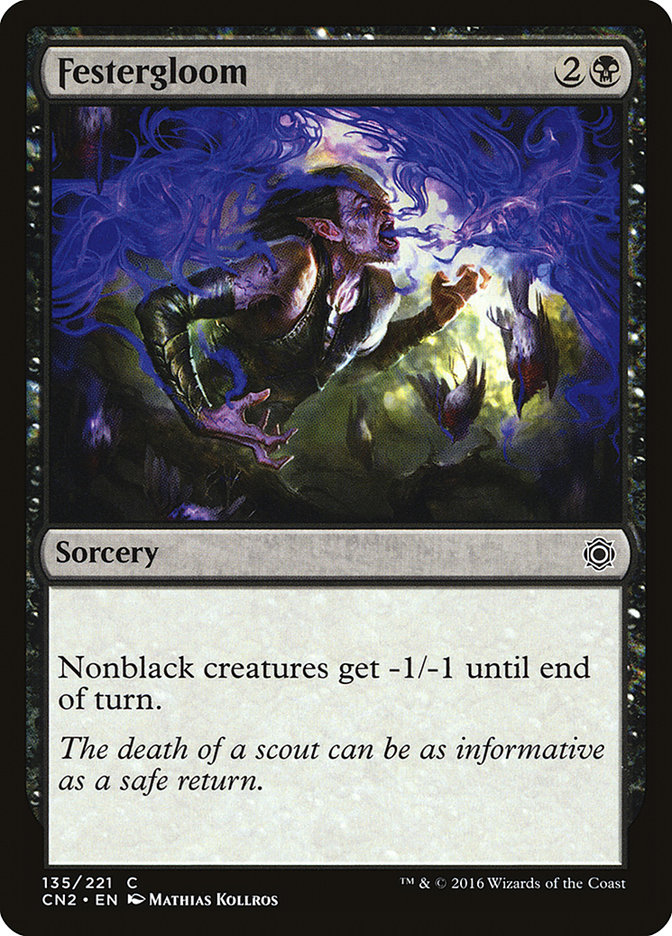 Festergloom 2
Sorcery
Nonblack creatures get -1/-1 until end
of turn.
The death of a scout can be as informative
as a safe return.
135/221 C
CN2 • EN Mathias Kollros
™ & © 2016 Wizards of the Coast